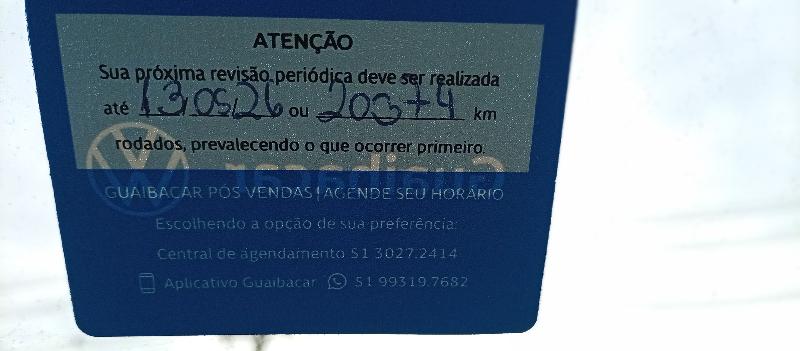 ATENÇÃO
Sua próxima revisão periódica deve ser realizada
até 13/05/26 ou 20374 km
rodados, prevalecendo o que ocorrer primeiro.
Guaibacar
GUAIBACAR PÓS VENDAS | AGENDE SEU HORÁRIO
Escolhendo a opção de sua preferência:
Central de agendamento 51 3027.2414
Aplicativo Guaibacar 51 99319.7682